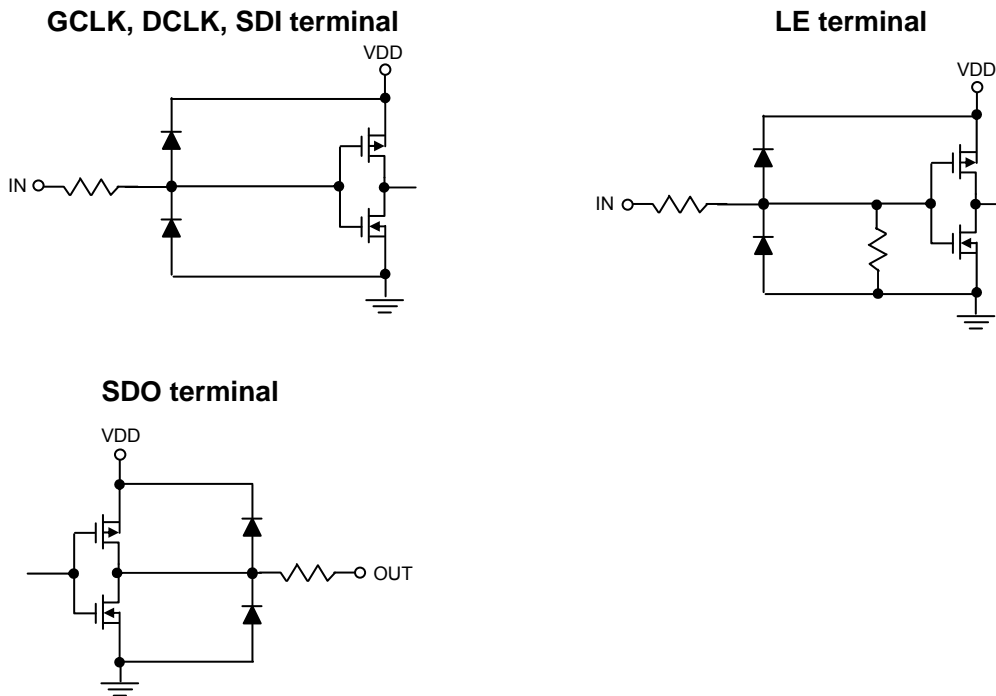 GCLK, DCLK, SDI terminal
VDD
IN
LE terminal
VDD
IN
SDO terminal
VDD
OUT